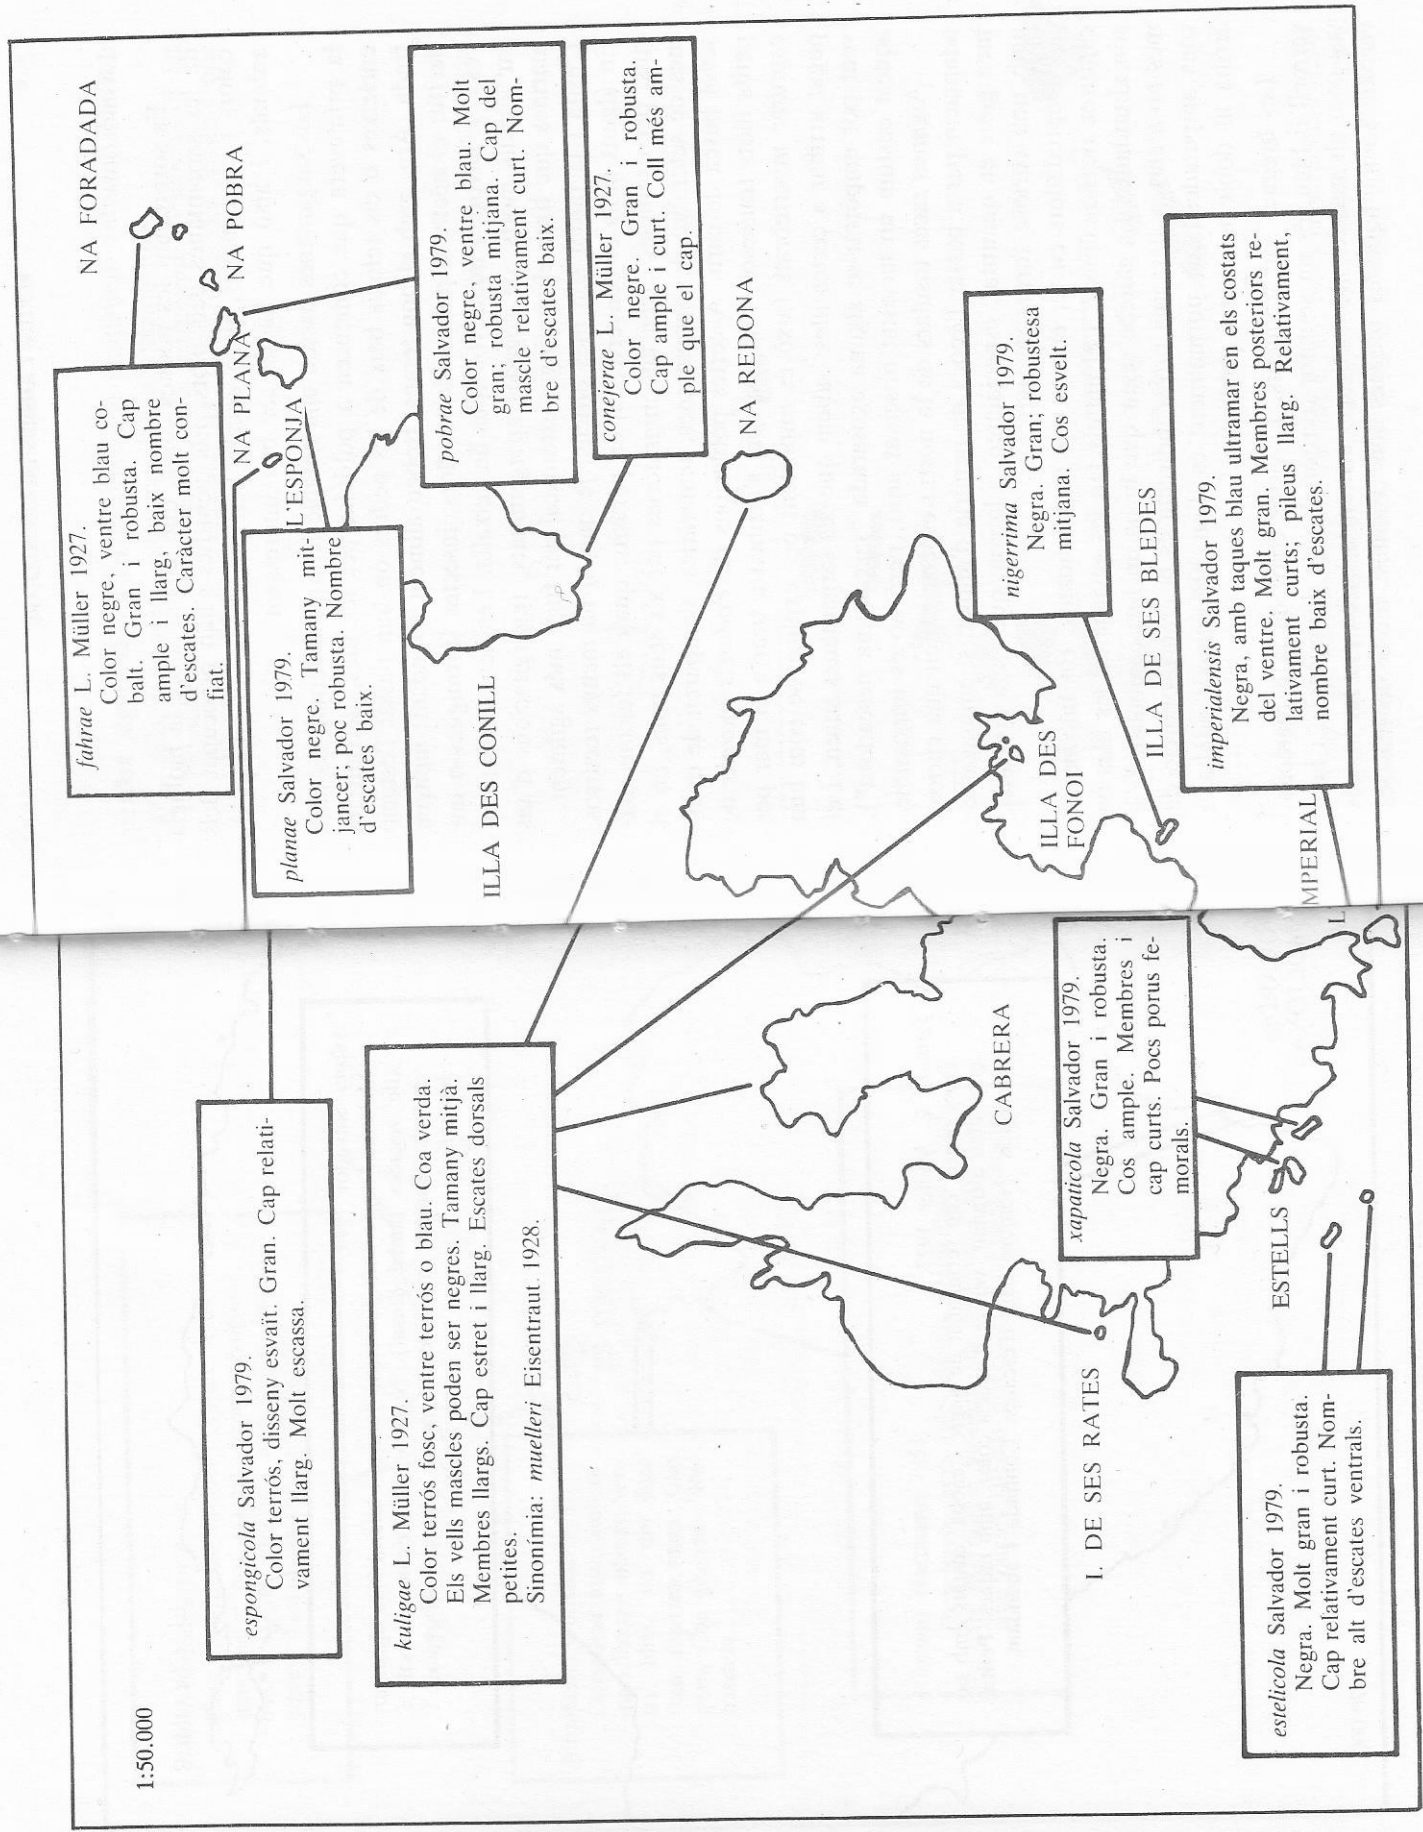 1:50.000
espongicola Salvador 1979.
Color terrós, disseny esvaït. Gran. Cap relati-
vament llarg. Molt escassa.
kuligae L. Müller 1927.
Color terrós fosc, ventre terrós o blau. Coa verda.
Els vells mascles poden ser negres. Tamany mitjà.
Membres llargs. Cap estret i llarg. Escates dorsals
petites.
Sinonímia: muelleri Eisentraut. 1928.
CABRERA
I. DE SES RATES
xapaticola Salvador 1979.
Negra. Gran i robusta.
Cos ample. Membres i
cap curts. Pocs porus fe-
morals.
ESTELLS
estelicola Salvador 1979.
Negra. Molt gran i robusta.
Cap relativament curt. Nom-
bre alt d'escates ventrals.
fahrae L. Müller 1927.
Color negre, ventre blau co-
balt. Gran i robusta. Cap
ample i llarg, baix nombre
d'escates. Caràcter molt con-
fiat.
NA FORADADA
NA POBRA
NA PLANA
L'ESPONJA
planae Salvador 1979.
Color negre. Tamany mit-
jancer; poc robusta. Nombre
d'escates baix.
pobrae Salvador 1979.
Color negre, ventre blau. Molt
gran; robusta mitjana. Cap del
mascle relativament curt. Nom-
bre d'escates baix.
ILLA DES CONILL
conejerae L. Müller 1927.
Color negre. Gran i robusta.
Cap ample i curt. Coll més am-
ple que el cap.
NA REDONA
nigerrima Salvador 1979.
Negra. Gran; robustesa
mitjana. Cos esvelt.
ILLA DES
FONOI
ILLA DE SES BLEDES
imperialensis Salvador 1979.
Negra, amb taques blau ultramar en els costats
del ventre. Molt gran. Membres posteriors re-
lativament curts; pileus llarg. Relativament,
nombre baix d'escates.
L MPERIAL